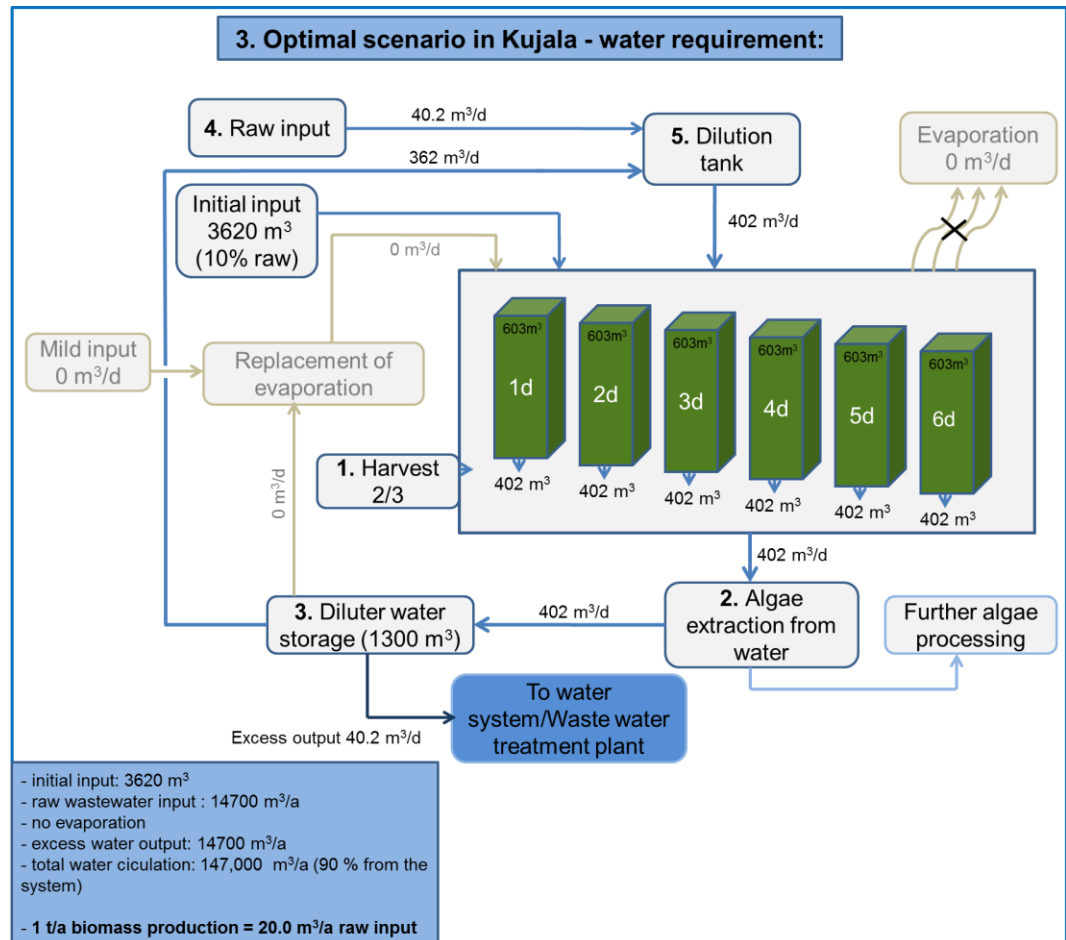 3. Optimal scenario in Kujala - water requirement:
4. Raw input
40.2 m³/d
5. Dilution
tank
Evaporation
0 m³/d
362 m³/d
Initial input
3620 m³
(10% raw)
402 m³/d
0 m³/d
Mild input
0 m³/d
Replacement of
evaporation
603m³
1d
603m³
2d
603m³
3d
603m³
4d
603m³
5d
603m³
6d
1. Harvest
2/3
402 m³
402 m³
402 m³
402 m³
402 m³
402 m³
0 m³/d
402 m³/d
3. Diluter water
storage (1300 m³)
402 m³/d
2. Algae
extraction from
water
Further algae
processing
To water
system/Waste water
treatment plant
Excess output 40.2 m³/d
- initial input: 3620 m³
- raw wastewater input : 14700 m³/a
- no evaporation
- excess water output: 14700 m³/a
- total water ciculation: 147,000 m³/a (90 % from the
system)
- 1 t/a biomass production = 20.0 m³/a raw input